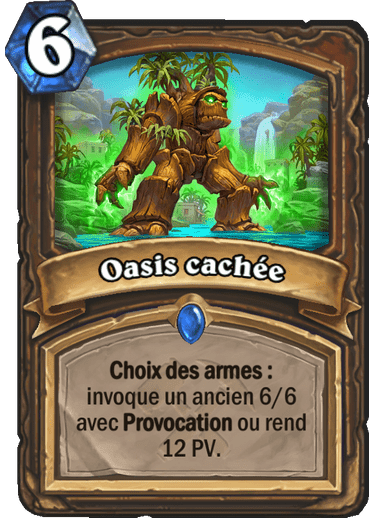 6
Oasis cachée
Choix des armes :
invoque un ancien 6/6
avec Provocation ou rend
12 PV.